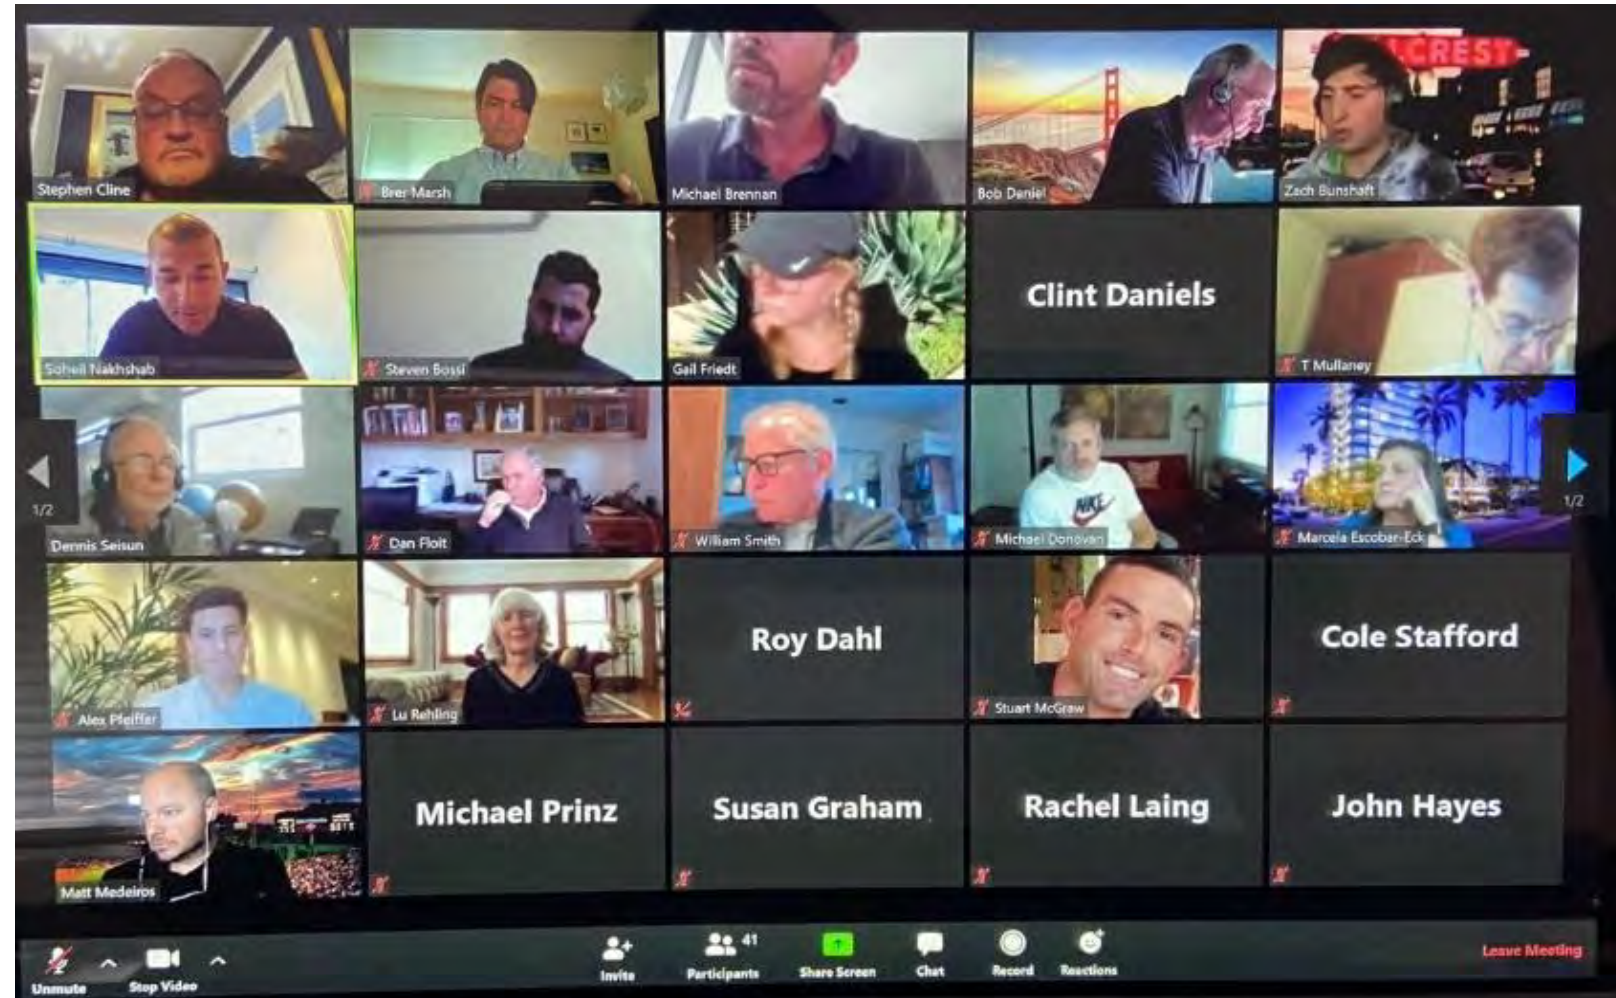 LCREST
Stephen Cline
Brer Marsh
Michael Brennan
Bob Daniel
Zach Bunshaft
Soheil Nakhshab
Steven Bossi
Gail Friedt
Clint Daniels
T Mullaney
1/2
Dennis Seisun
Dan Floit
William Smith
NIKE
Michael Donovan
Marcela Escobar-Eck
1/2
Alex Pleiffer
Lu Rehling
Roy Dahl
Stuart McGraw
Cole Stafford
Matt Medeiros
Michael Prinz
Susan Graham
Rachel Laing
John Hayes
Unmute
Stop Video
Invite
Participants
41
Share Screen
Chat
Record
Reactions
Leave Meeting